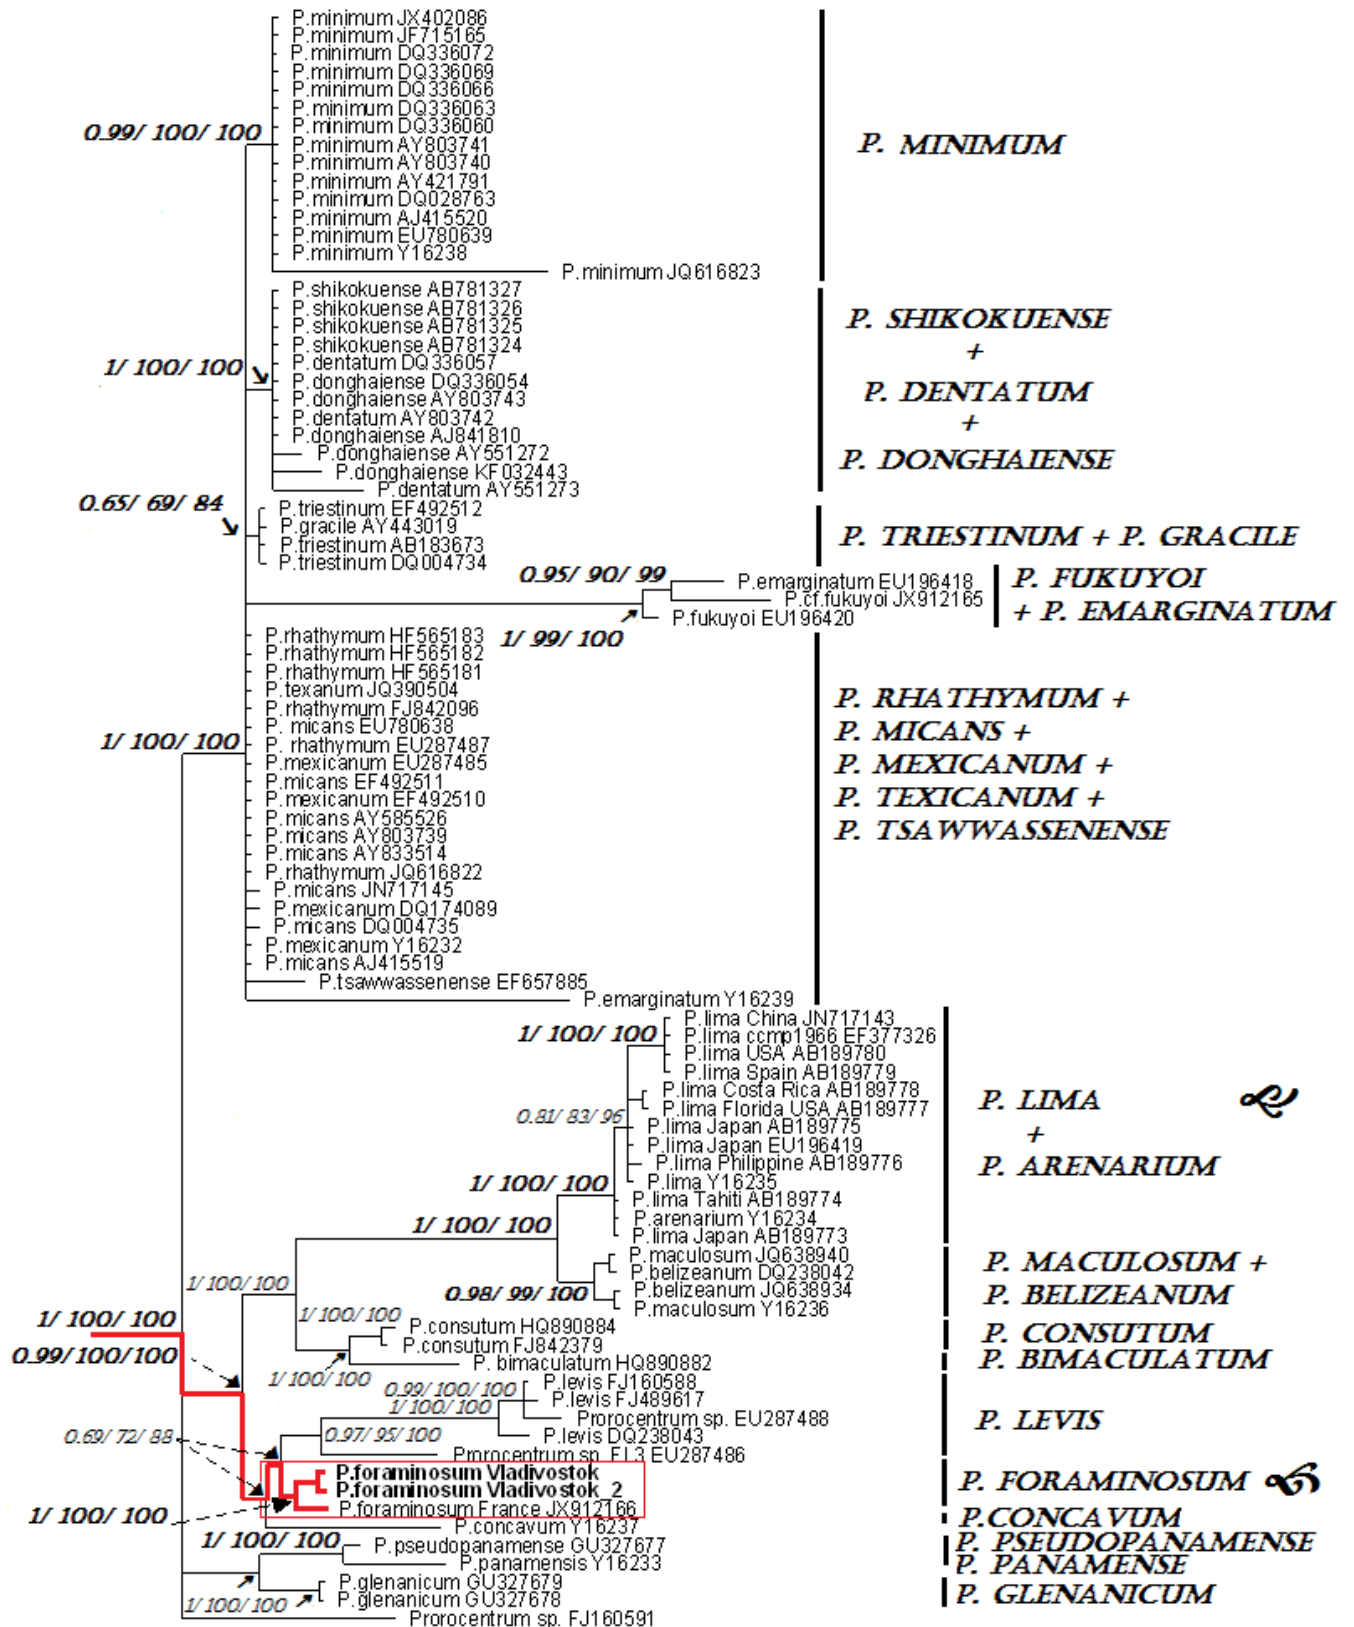 P.minimum JX402086
P.minimum JF715165
P.minimum DQ336072
P.minimum DQ336069
P.minimum DQ336066
P.minimum DQ336063
P.minimum DQ336060
0.99/ 100/ 100
P.minimum AY803741
P. MINIMUM
P.minimum AY803740
P.minimum AY421791
P.minimum DQ028763
P.minimum AJ415520
P.minimum EU780639
P.minimum Y16238
P.minimum JQ616823
P.shikokuense AB781327
P.shikokuense AB781326
P.shikokuense AB781325
P.shikokuense AB781324
P. SHIKOKUENSE
+
P. DENTATUM
+
P. DONGHAIENSE
1/ 100/ 100
P.dentatum DQ336057
P.donghaiense DQ336054
P.donghaiense AY803743
P.dentatum AY803742
P.donghaiense AJ841810
P.donghaiense AY551272
P.donghaiense KF032443
P.dentatum AY551273
0.65/ 69/ 84
P.triestinum EF492512
P.gracile AY443019
P.triestinum AB183673
P.triestinum DQ004734
P. TRIESTINUM + P. GRACILE
0.95/ 90/ 99
P.emarginatum EU196418
P.cf.fukuyoi JX912165
P.fukuyoi EU196420
P. FUKUYOI
+ P. EMARGINATUM
1/ 99/ 100
P.rhathymum HF565183
P.rhathymum HF565182
P.rhathymum HF565181
P.texanum JQ390504
P.rhathymum FJ842096
P. micans EU780638
1/ 100/ 100
P. rhathymum EU287487
P.mexicanum EU287485
P.micans EF492511
P.mexicanum EF492510
P.micans AY585526
P.micans AY803739
P.micans AY833514
P.rhathymum JQ616822
P.micans JN717145
P.mexicanum DQ174089
P.micans DQ004735
P.mexicanum Y16232
P.micans AJ415519
P.tsawwassenense EF657885
P.emarginatum Y16239
P. RHATHYMUM +
P. MICANS +
P. MEXICANUM +
P. TEXICANUM +
P. TSAWWASSENENSE
P.lima China JN717143
1/ 100/ 100
P.lima ccmp1966 EF377326
P.lima USA AB189780
P.lima Spain AB189779
P.lima Costa Rica AB189778
P.lima Florida USA AB189777
0.81/ 83/ 96
P.lima Japan AB189775
P.lima Japan EU196419
P.lima Philippine AB189776
P.lima Y16235
1/ 100/ 100
P.lima Tahiti AB189774
P.arenarium Y16234
P.lima Japan AB189773
P. LIMA
+
P. ARENARIUM
1/ 100/ 100
P.maculosum JQ638940
P.belizeanum DQ238042
P.belizeanum JQ638934
P.maculosum Y16236
0.98/ 99/ 100
P. MACULOSUM +
P. BELIZEANUM
1/ 100/ 100
1/ 100/ 100
P.consutum HQ890884
P.consutum FJ842379
P. CONSUTUM
P. bimaculatum HQ890882
P. BIMACULATUM
1/ 100/ 100
1/ 100/ 100
0.99/100/100
0.99/ 100/ 100
P.levis FJ160588
1/ 100/ 100
P.levis FJ489617
Prorocentrum sp. EU287488
P.levis DQ238043
P. LEVIS
0.97/ 95/ 100
0.69/ 72/ 88
Prorocentrum sp. FL3 EU287486
P.foraminosum Vladivostok
P.foraminosum Vladivostok_2
P.foraminosum France JX912166
P. FORAMINOSUM
1/ 100/ 100
P.concavum Y16237
P.CONCAVUM
1/ 100/ 100
P.pseudopanamense GU327677
P. PSEUDOPANAMENSE
P.panamensis Y16233
P. PANAMENSE
P.glenanicum GU327679
P.glenanicum GU327678
P. GLENANICUM
1/ 100/ 100
Prorocentrum sp. FJ160591